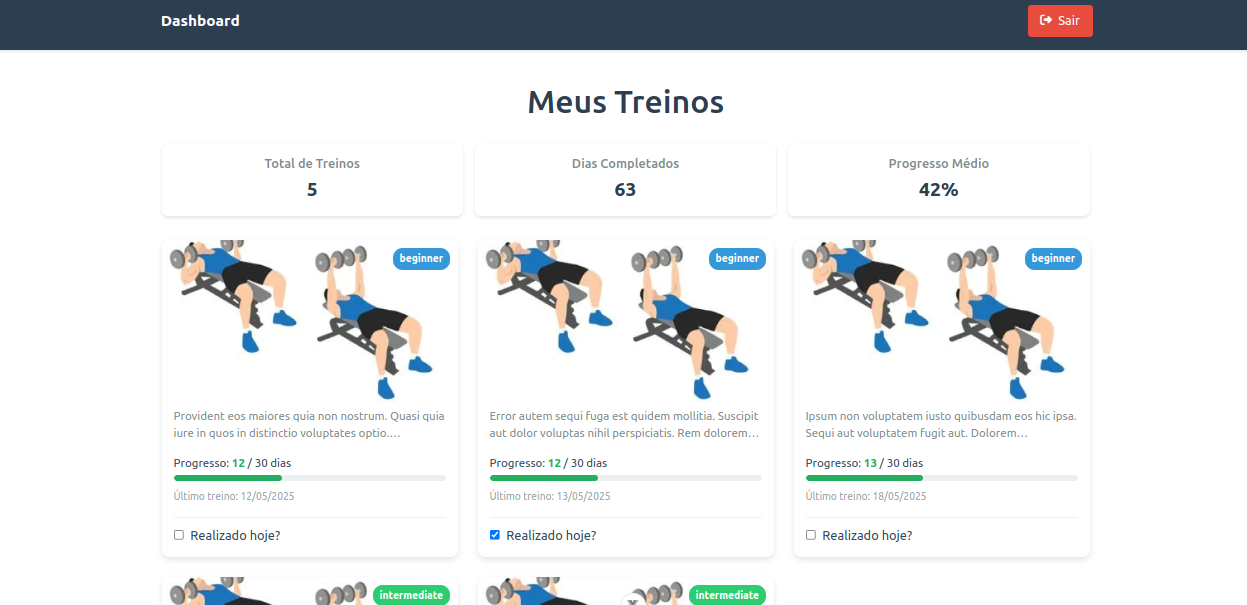 Dashboard
Sair
Meus Treinos
Total de Treinos
5
Dias Completados
63
Progresso Médio
42%
beginner
Provident eos maiores quia non nostrum. Quasi quia
iure in quos in distinctio voluptates optio....
Progresso: 12 / 30 dias
Último treino: 12/05/2025
Realizado hoje?
beginner
Error autem sequi fuga est quidem mollitia. Suscipit
aut dolor voluptas nihil perspiciatis. Rem dolorem...
Progresso: 12 / 30 dias
Último treino: 13/05/2025
Realizado hoje?
beginner
Ipsum non voluptatem iusto quibusdam eos hic ipsa.
Sequi aut voluptatem fugit aut. Dolorem...
Progresso: 13 / 30 dias
Último treino: 18/05/2025
Realizado hoje?
intermediate
intermediate